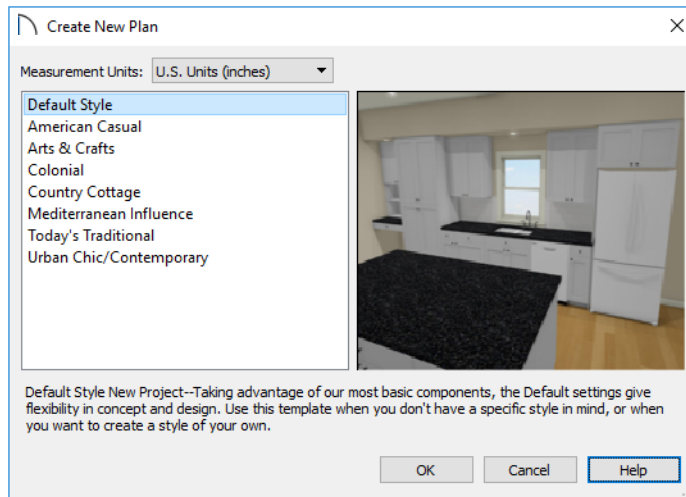 Create New Plan
Measurement Units: U.S. Units (inches)
Default Style
American Casual
Arts & Crafts
Colonial
Country Cottage
Mediterranean Influence
Today's Traditional
Urban Chic/Contemporary
Default Style New Project--Taking advantage of our most basic components, the Default settings give
flexibility in concept and design. Use this template when you don't have a specific style in mind, or when
you want to create a style of your own.
OK Cancel Help